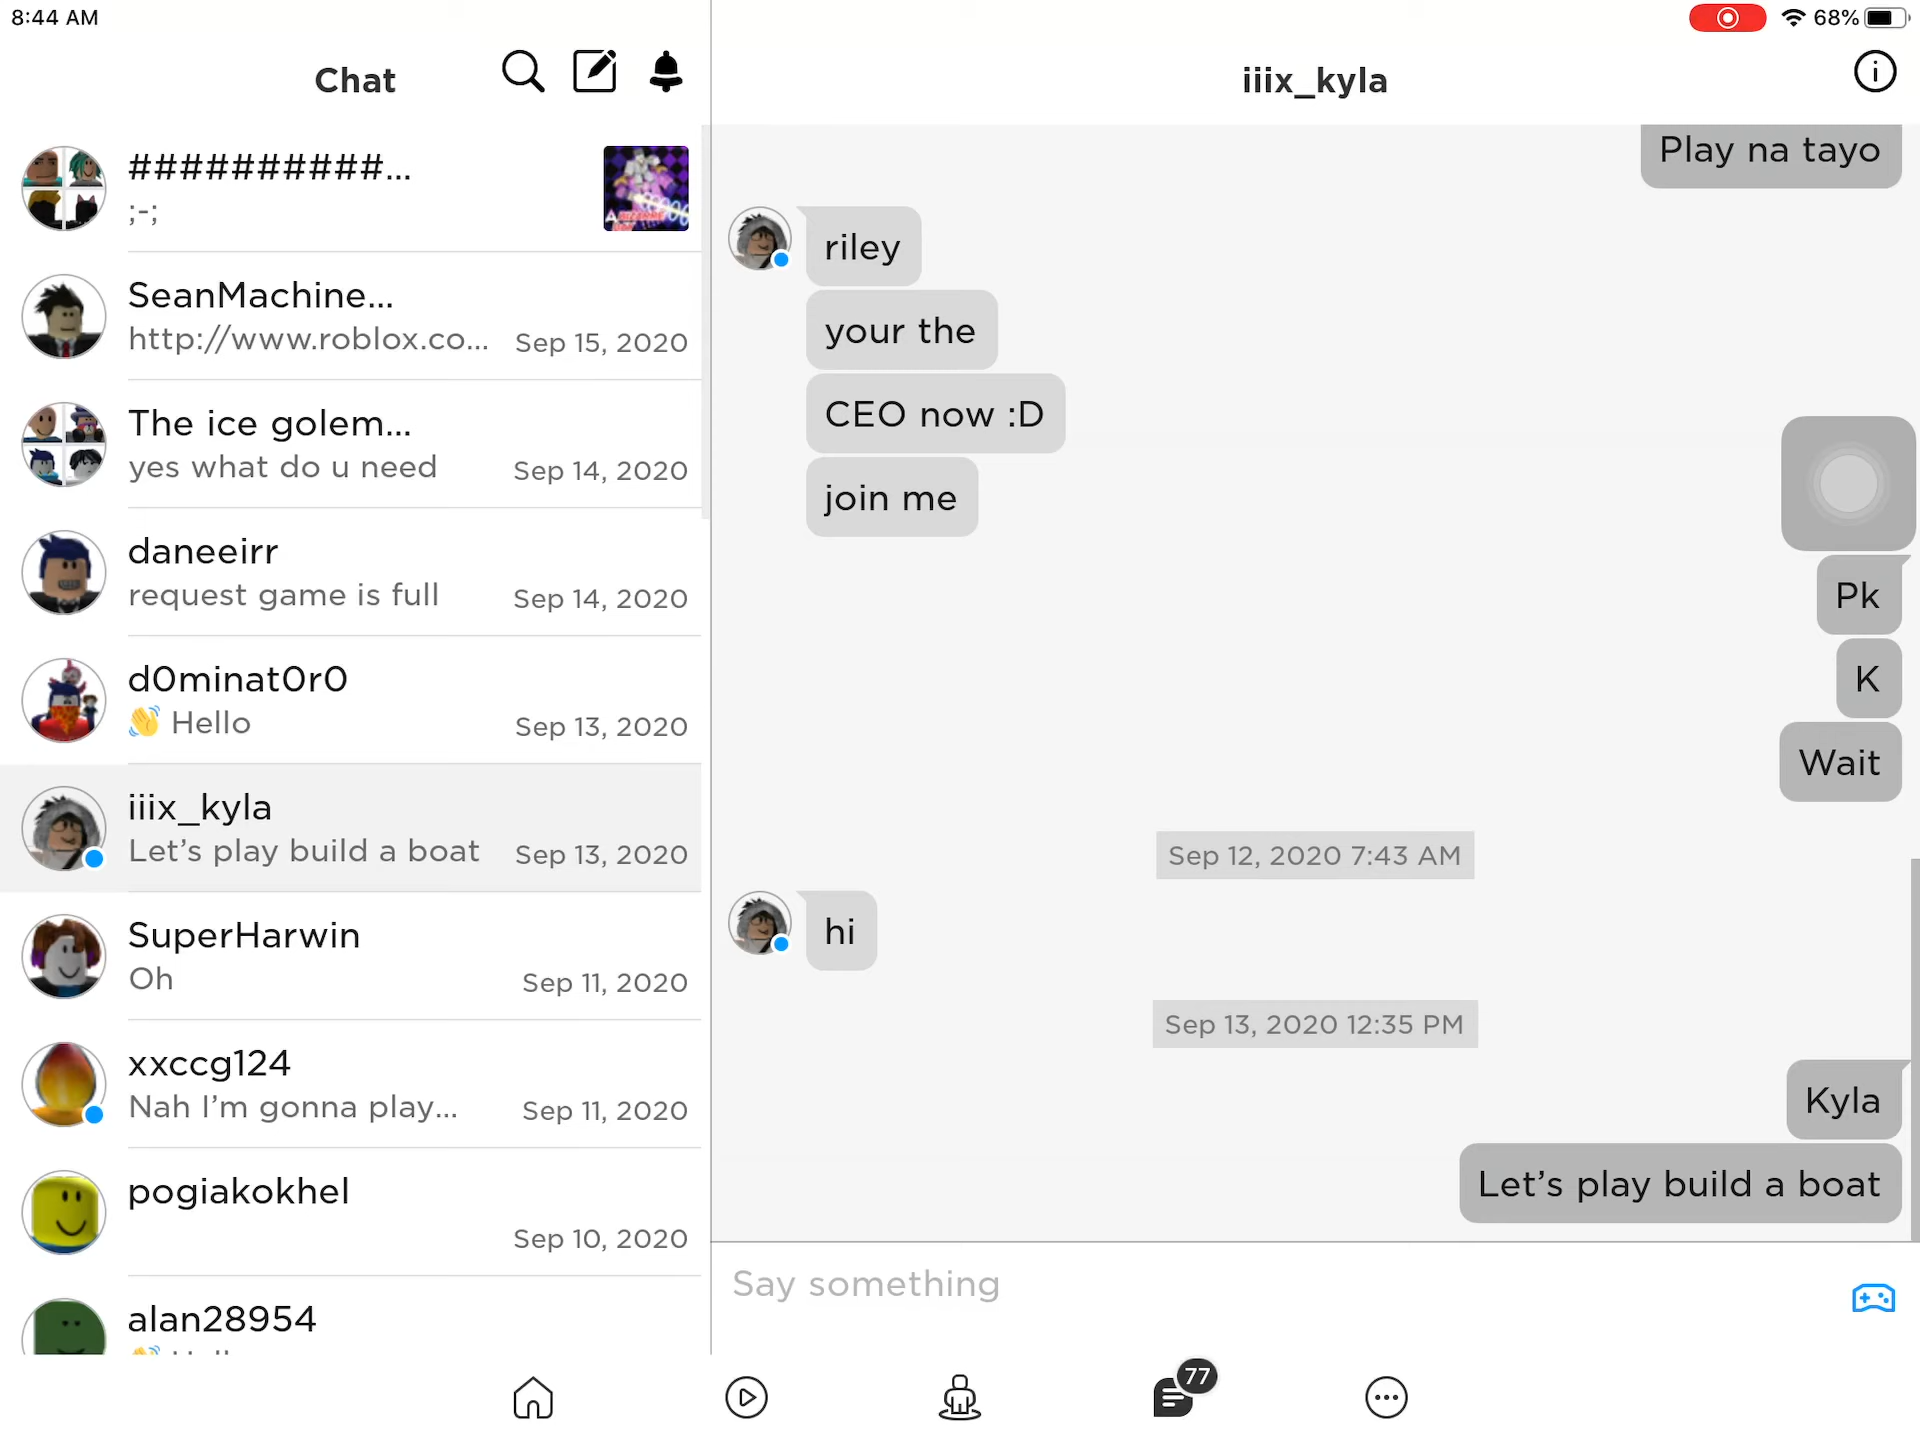 8:44 AM
68%
Chat
iiix_kyla
##########...
;-;
SeanMachine...
http://www.roblox.co...
Sep 15, 2020
The ice golem...
yes what do u need
Sep 14, 2020
daneeirr
request game is full
Sep 14, 2020
d0minat0r0
👋 Hello
Sep 13, 2020
iiix_kyla
Let's play build a boat
Sep 13, 2020
SuperHarwin
Oh
Sep 11, 2020
xxccg124
Nah I'm gonna play...
Sep 11, 2020
pogiakokhel
Sep 10, 2020
alan28954
Play na tayo
riley
your the
CEO now :D
join me
Pk
K
Wait
Sep 12, 2020 7:43 AM
hi
Sep 13, 2020 12:35 PM
Kyla
Let's play build a boat
Say something
77